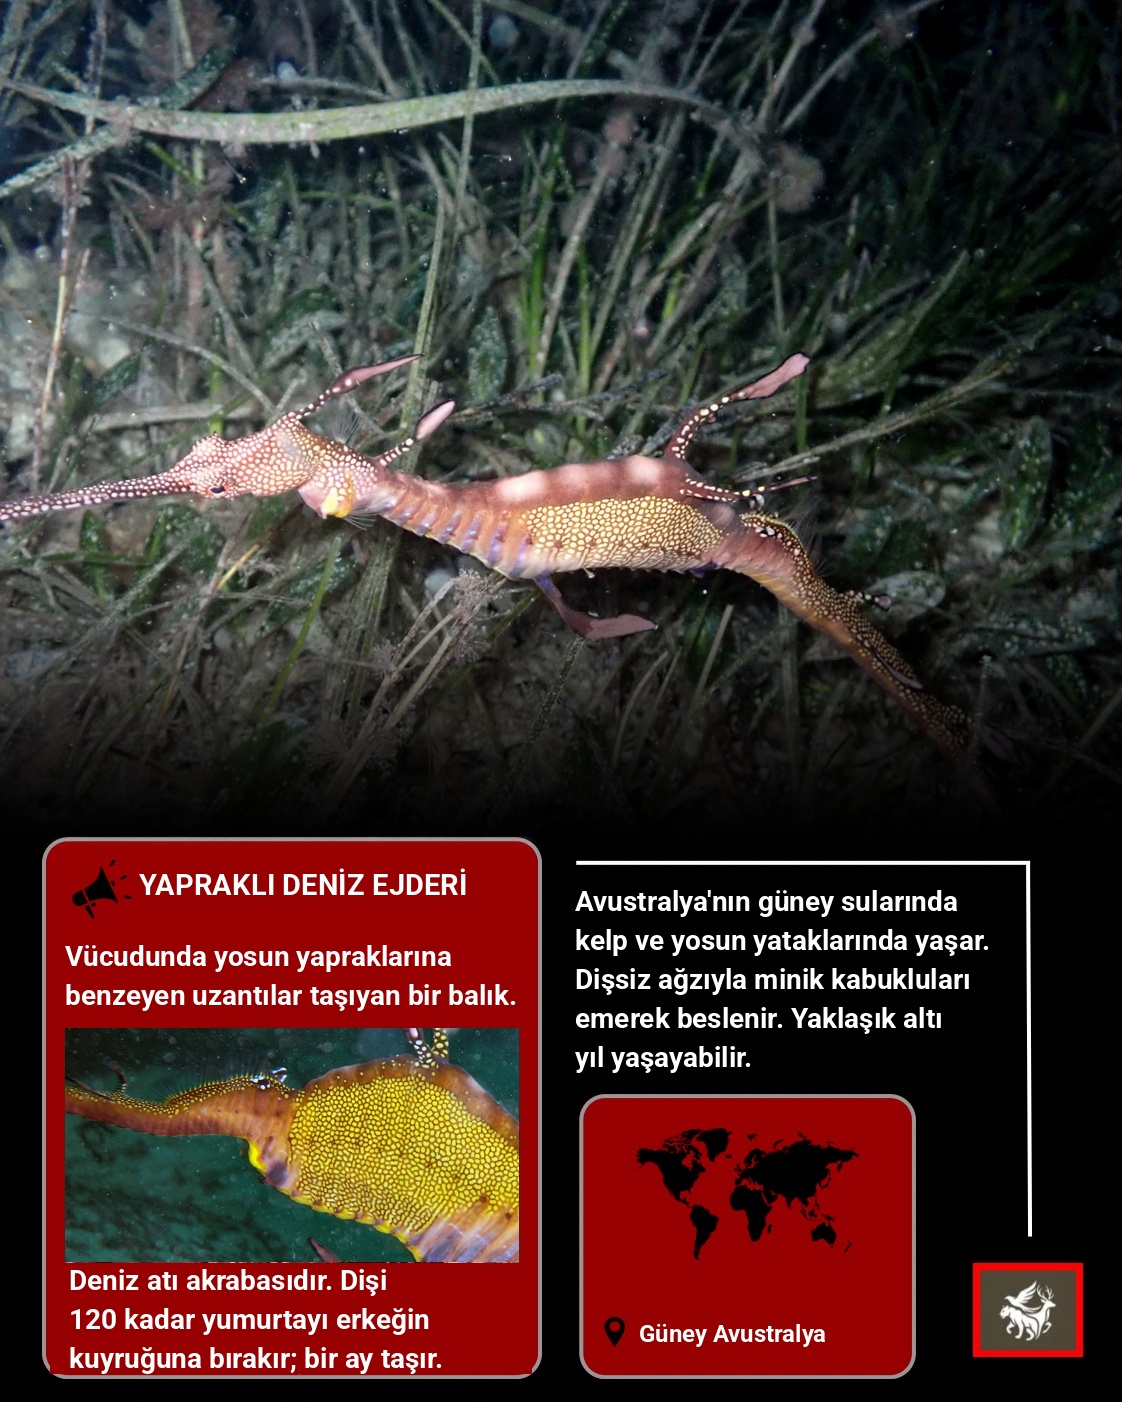 YAPRAKLI DENİZ EJDERİ
Vücudunda yosun yapraklarına
benzeyen uzantılar taşıyan bir balık.
Deniz atı akrabasıdır. Dişi
120 kadar yumurtayı erkeğin
kuyruğuna bırakır; bir ay taşır.
Avustralya'nın güney sularında
kelp ve yosun yataklarında yaşar.
Dişsiz ağzıyla minik kabukluları
emerek beslenir. Yaklaşık altı
yıl yaşayabilir.
Güney Avustralya